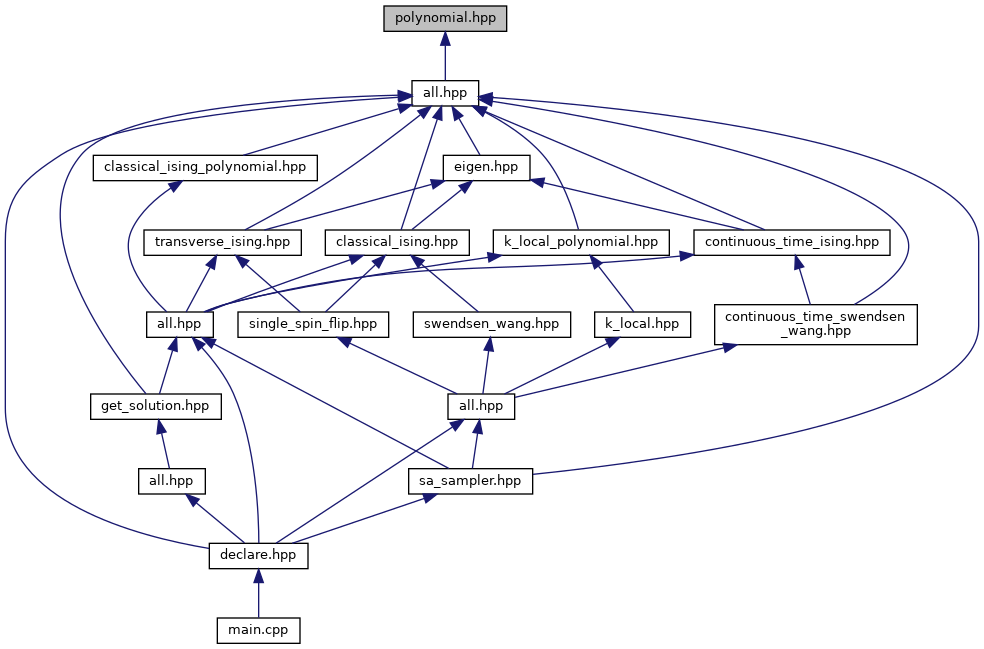 polynomial.hpp
all.hpp
classical_ising_polynomial.hpp
eigen.hpp
transverse_ising.hpp
classical_ising.hpp
k_local_polynomial.hpp
continuous_time_ising.hpp
all.hpp
single_spin_flip.hpp
swendsen_wang.hpp
k_local.hpp
continuous_time_swendsen
_wang.hpp
get_solution.hpp
all.hpp
all.hpp
sa_sampler.hpp
declare.hpp
main.cpp